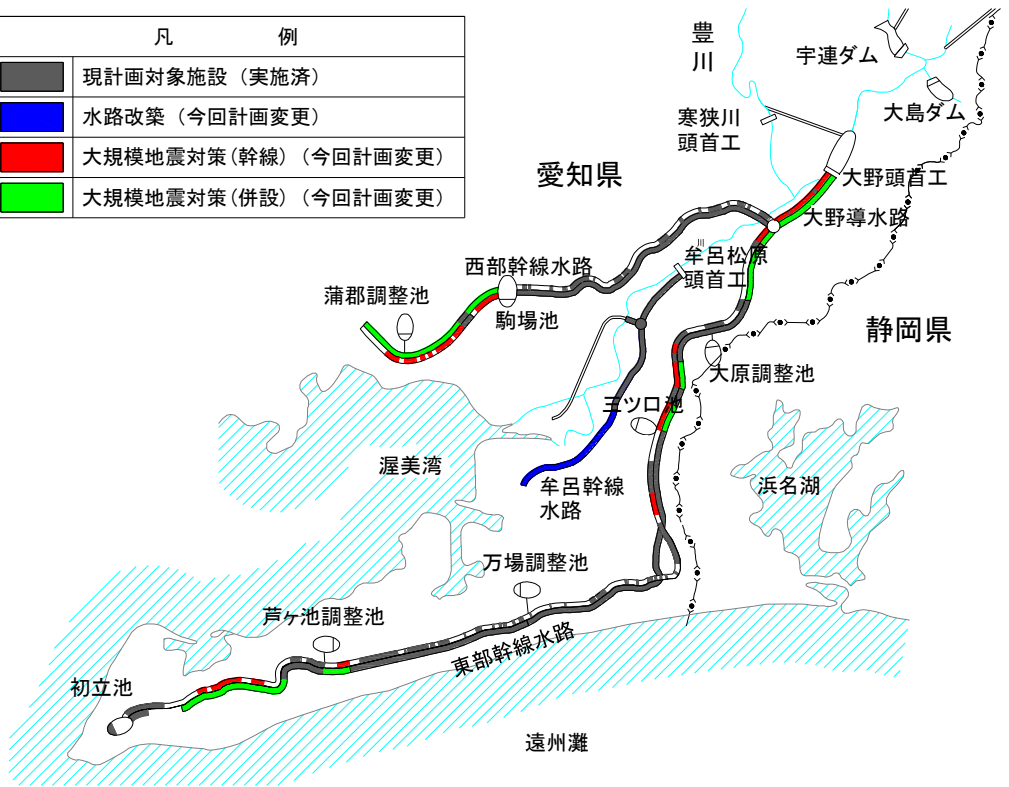 凡 例
現計画対象施設（実施済）
水路改築（今回計画変更）
大規模地震対策(幹線)（今回計画変更）
大規模地震対策(併設)（今回計画変更）
豊
川
宇連ダム
大島ダム
寒狭川
頭首工
愛知県
大野頭首工
大野導水路
川
牟呂松原
頭首工
西部幹線水路
蒲郡調整池
駒場池
静岡県
大原調整池
三ツ口池
渥美湾
牟呂幹線
水路
浜名湖
万場調整池
芦ヶ池調整池
東部幹線水路
初立池
遠州灘